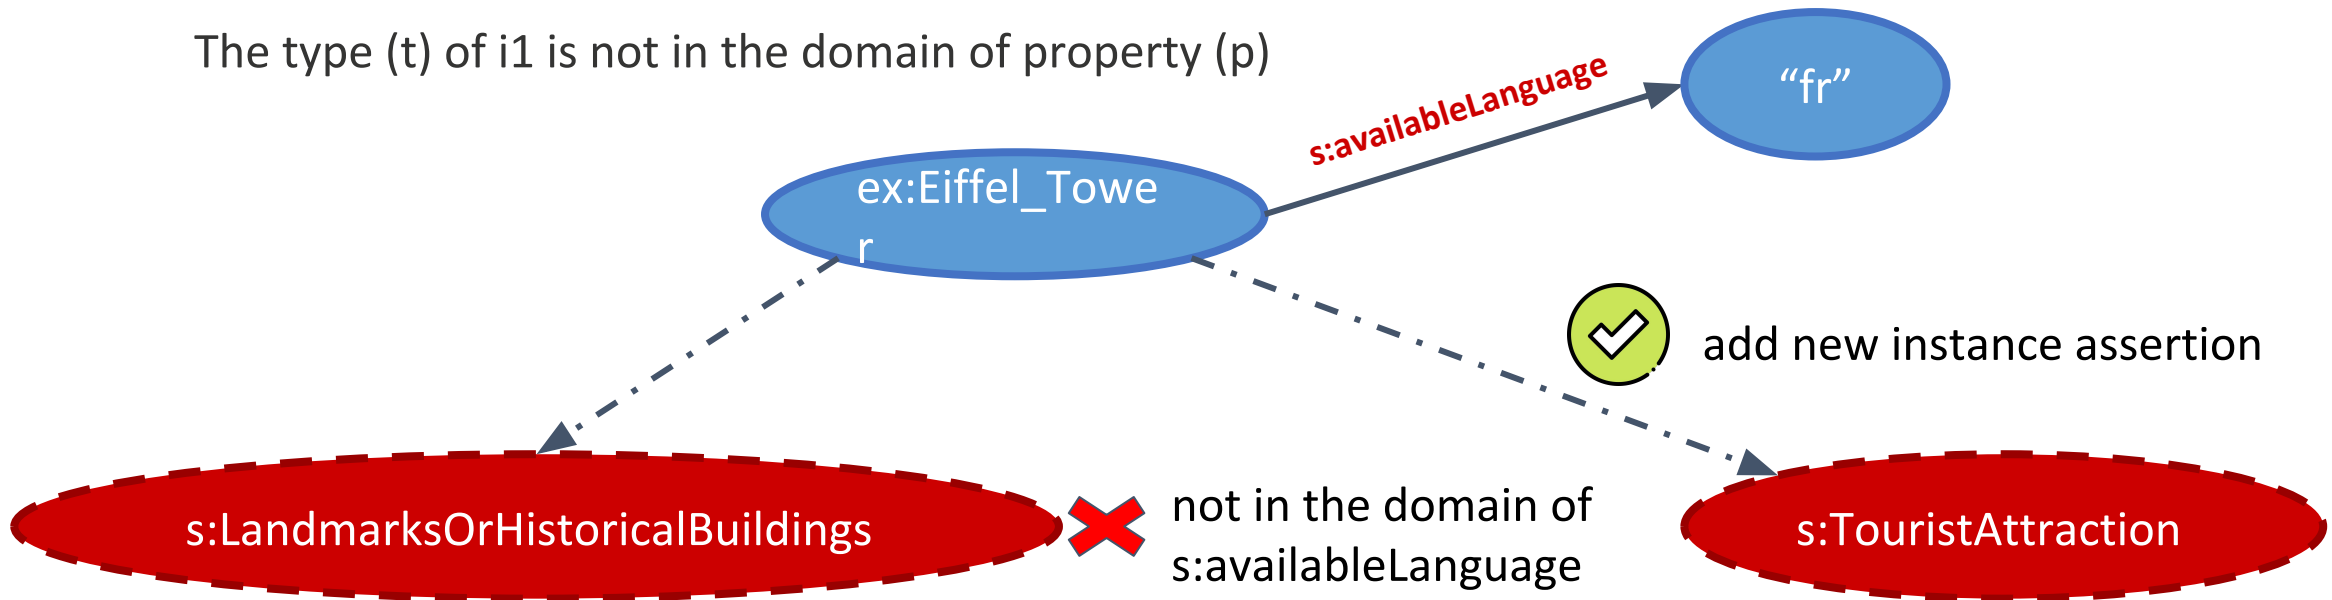 The type (t) of i1 is not in the domain of property (p)
s:availableLanguage
“fr”
ex:Eiffel_Towe
r
add new instance assertion
s:LandmarksOrHistoricalBuildings
not in the domain of
s:availableLanguage
s:TouristAttraction